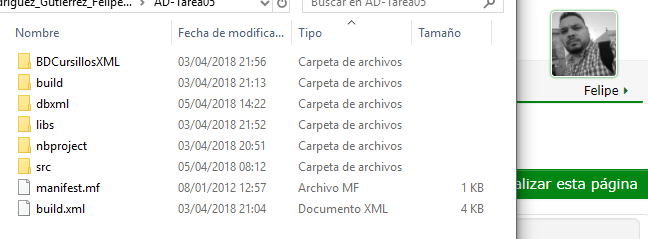 driguez_Gutierrez_Felipe... > AD-Tarea05
Buscar en AD-Tarea05
Nombre Fecha de modifica... Tipo Tamaño
BDCursillosXML 03/04/2018 21:56 Carpeta de archivos
build 03/04/2018 21:13 Carpeta de archivos
dbxml 05/04/2018 14:22 Carpeta de archivos
libs 03/04/2018 21:52 Carpeta de archivos
nbproject 03/04/2018 20:51 Carpeta de archivos
src 05/04/2018 08:12 Carpeta de archivos
manifest.mf 08/01/2012 12:57 Archivo MF 1 KB
build.xml 03/04/2018 21:04 Documento XML 4 KB
Felipe
alizar esta página